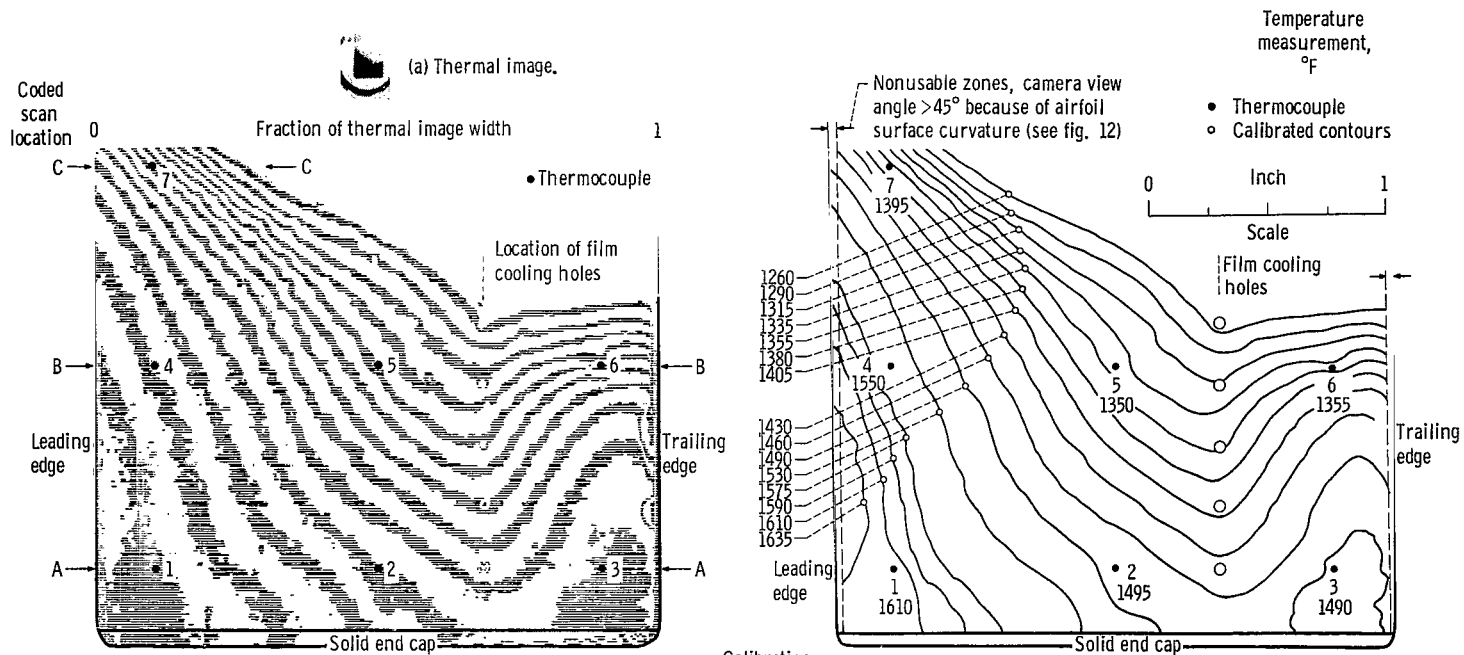 (a) Thermal image.
Coded
scan
location
0
Fraction of thermal image width
1
C
C
7
Thermocouple
Location of film
cooling holes
B
4
5
6
B
Leading
edge
Trailing
edge
A
1
2
3
A
Solid end cap
Temperature
measurement,
°F
Nonusable zones, camera view
angle >45° because of airfoil
surface curvature (see fig. 12)
Thermocouple
Calibrated contours
0
Inch
1
Scale
7
1395
Film cooling
holes
1260
1290
1315
1335
1355
1380
1405
4
1550
5
1350
6
1355
1430
1460
1490
1530
1575
1590
1610
1635
Trailing
edge
Leading
edge
1
1610
2
1495
3
1490
Solid end cap